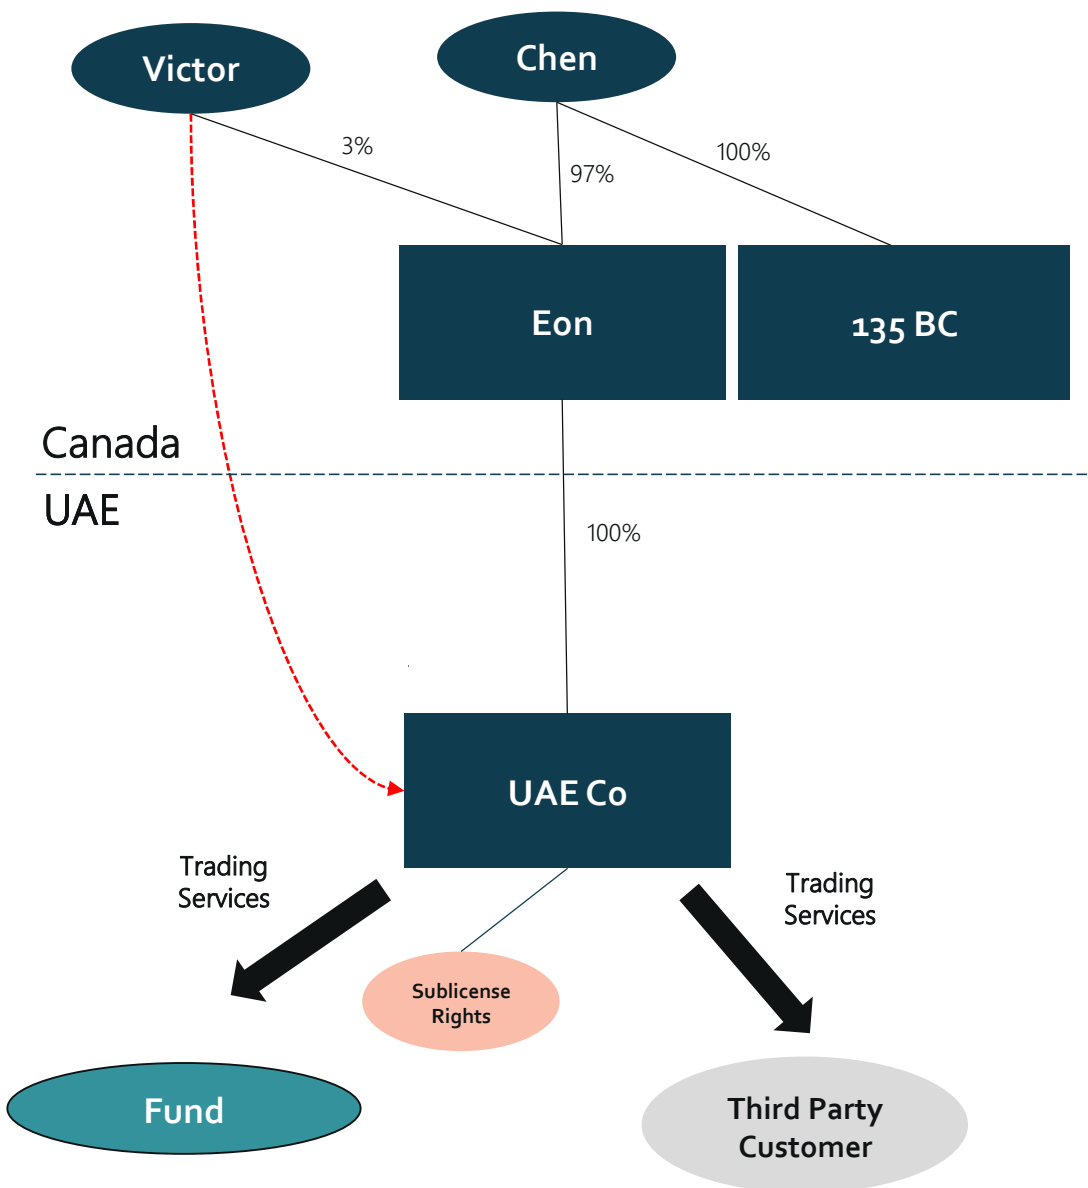 Victor
Chen
3%
97%
100%
Eon
135 BC
Canada
UAE
100%
UAE Co
Trading
Services
Trading
Services
Sublicense
Rights
Fund
Third Party
Customer